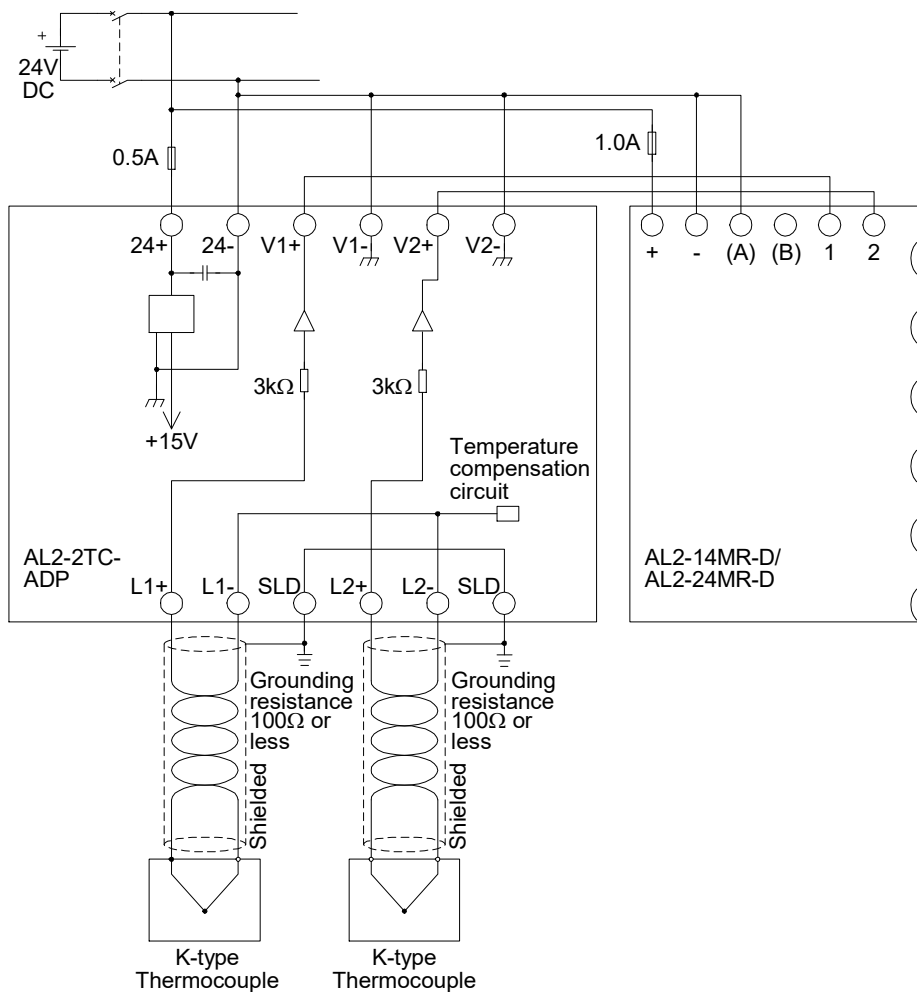 +
24V
DC
0.5A
1.0A
24+ 24- V1+ V1- V2+ V2-
+ - (A) (B) 1 2
3kΩ 3kΩ
+15V
Temperature
compensation
circuit
AL2-2TC-
ADP
AL2-14MR-D/
AL2-24MR-D
L1+ L1- SLD L2+ L2- SLD
Grounding
resistance
100Ω or
less
Grounding
resistance
100Ω or
less
Shielded
Shielded
K-type
Thermocouple
K-type
Thermocouple